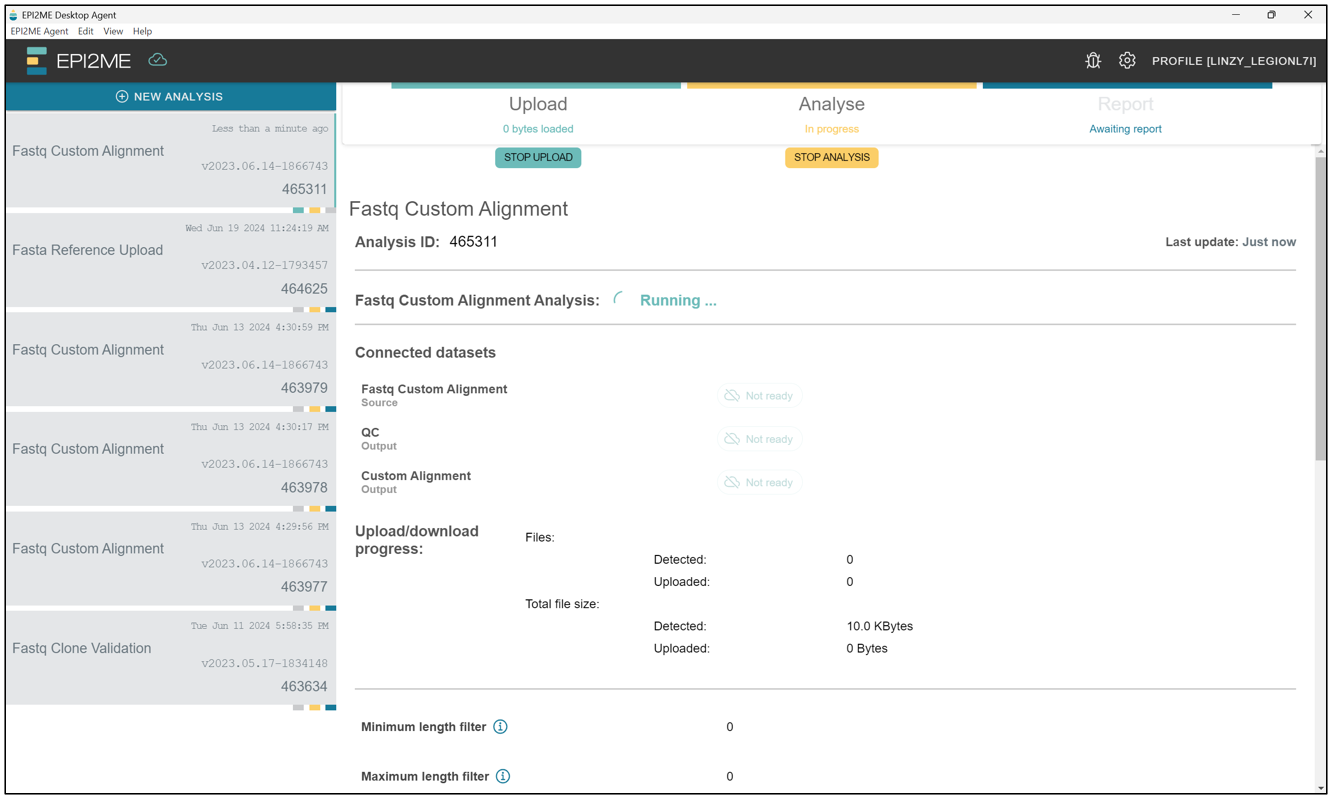 EPI2ME Desktop Agent
EPI2ME Agent Edit View Help
EPI2ME
PROFILE [LINZY_LEGIONL7I]
NEW ANALYSIS
Less than a minute ago
Fastq Custom Alignment
v2023.06.14-1866743
465311
Wed Jun 19 2024 11:24:19 AM
Fasta Reference Upload
v2023.04.12-1793457
464625
Thu Jun 13 2024 4:30:59 PM
Fastq Custom Alignment
v2023.06.14-1866743
463979
Thu Jun 13 2024 4:30:17 PM
Fastq Custom Alignment
v2023.06.14-1866743
463978
Thu Jun 13 2024 4:29:56 PM
Fastq Custom Alignment
v2023.06.14-1866743
463977
Tue Jun 11 2024 5:58:35 PM
Fastq Clone Validation
v2023.05.17-1834148
463634
Upload
0 bytes loaded
STOP UPLOAD
Analyse
In progress
STOP ANALYSIS
Report
Awaiting report
Fastq Custom Alignment
Analysis ID: 465311
Last update: Just now
Fastq Custom Alignment Analysis: Running ...
Connected datasets
Fastq Custom Alignment
Source
Not ready
QC
Output
Not ready
Custom Alignment
Output
Not ready
Upload/download
progress:
Files:
Detected: 0
Uploaded: 0
Total file size:
Detected: 10.0 KBytes
Uploaded: 0 Bytes
Minimum length filter 0
Maximum length filter 0